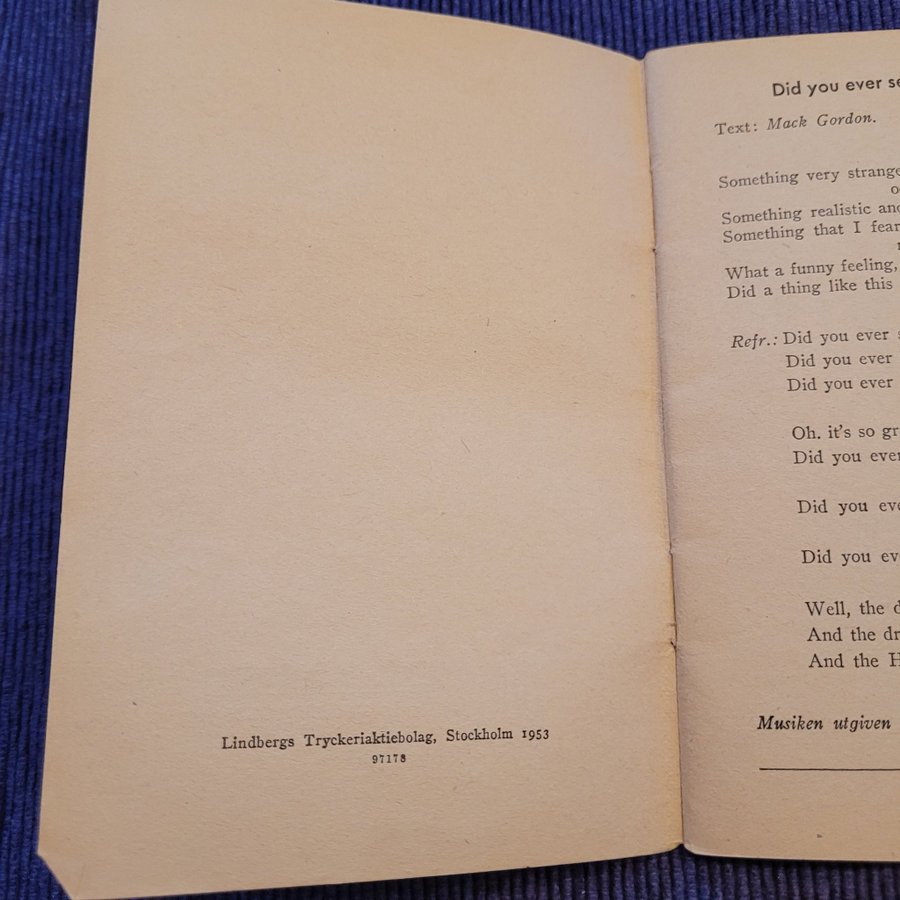 Lindbergs Tryckeriaktiebolag, Stockholm 1953
97178
Did you ever se
Text: Mack Gordon.
Something very strange
o
Something realistic and
Something that I fear
What a funny feeling,
Did a thing like this
Refr.: Did you ever s
Did you ever
Did you ever
Oh. it's so gr
Did you ever
Did you eve
Did you eve
Well, the d
And the dr
And the H
Musiken utgiven